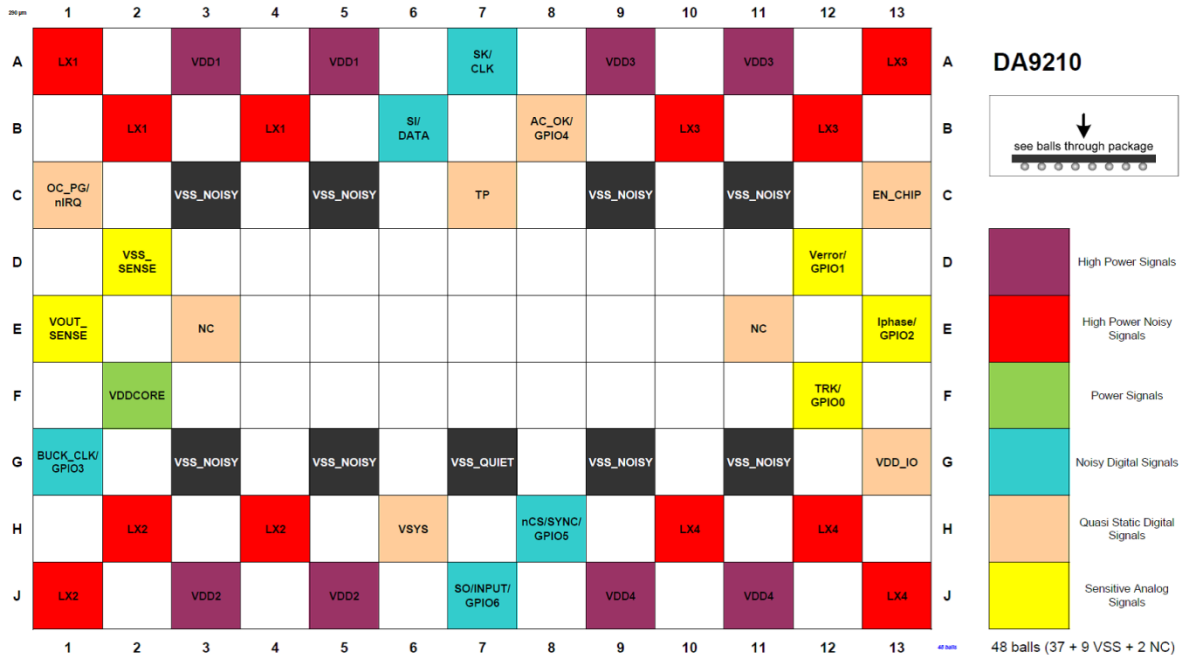 290 µm 1 2 3 4 5 6 7 8 9 10 11 12 13
A LX1 VDD1 VDD1 SK/ VDD3 VDD3 LX3 A
CLK
DA9210
B LX1 LX1 SI/ AC_OK/ LX3 LX3 B
DATA GPIO4
see balls through package
C OC_PG/ VSS_NOISY VSS_NOISY TP VSS_NOISY VSS_NOISY EN_CHIP C
nIRQ
D VSS_ Verror/ D
SENSE GPIO1
High Power Signals
E VOUT_ NC NC Iphase/ E
SENSE GPIO2
High Power Noisy
Signals
F VDDCORE TRK/ F
GPIO0
Power Signals
G BUCK_CLK/ VSS_NOISY VSS_NOISY VSS_QUIET VSS_NOISY VSS_NOISY VDD_IO G
GPIO3
Noisy Digital Signals
H LX2 LX2 VSYS nCS/SYNC/ LX4 LX4 H
GPIO5
Quasi Static Digital
Signals
J LX2 VDD2 VDD2 SO/INPUT/ VDD4 VDD4 LX4 J
GPIO6
Sensitive Analog
Signals
1 2 3 4 5 6 7 8 9 10 11 12 13 48 balls
48 balls (37 + 9 VSS + 2 NC)